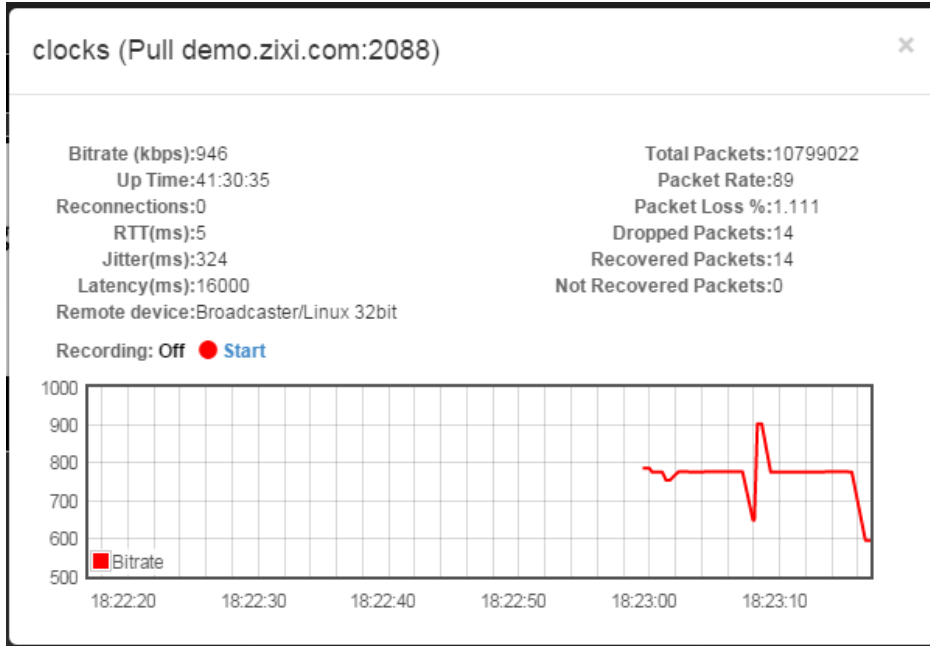 clocks (Pull demo.zixi.com:2088)
×
Bitrate (kbps):946
Up Time:41:30:35
Reconnections:0
RTT(ms):5
Jitter(ms):324
Latency(ms):16000
Remote device:Broadcaster/Linux 32bit
Total Packets:10799022
Packet Rate:89
Packet Loss %:1.111
Dropped Packets:14
Recovered Packets:14
Not Recovered Packets:0
Recording: Off Start
1000
900
800
700
600
500
Bitrate
18:22:20 18:22:30 18:22:40 18:22:50 18:23:00 18:23:10